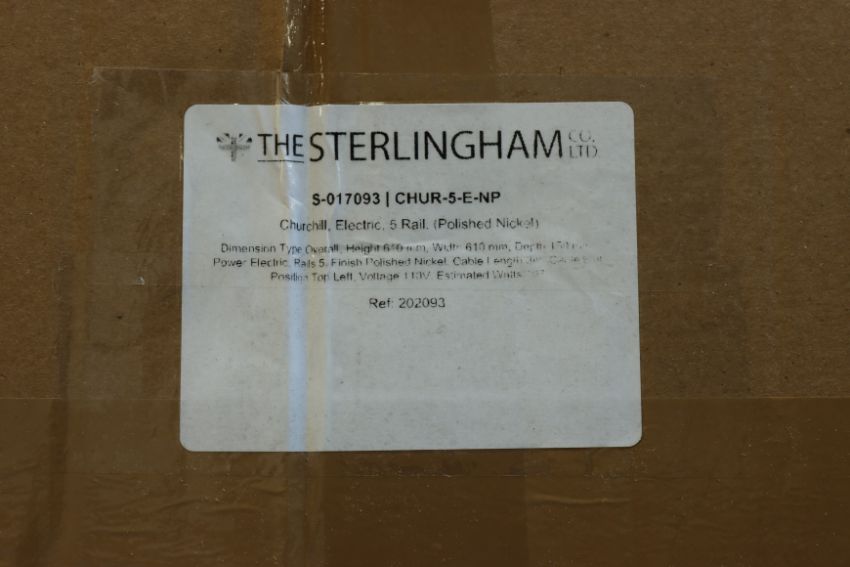 THE STERLINGHAM CO. LTD
S-017093 | CHUR-5-E-NP
Churchill, Electric, 5 Rail, (Polished Nickel)
Dimension Type Overall, Height 610 mm, Width 610 mm, Depth
Power Electric, Rails 5, Finish Polished Nickel, Cable Length
Position Top Left, Voltage 110V, Estimated Watts
Ref: 202093